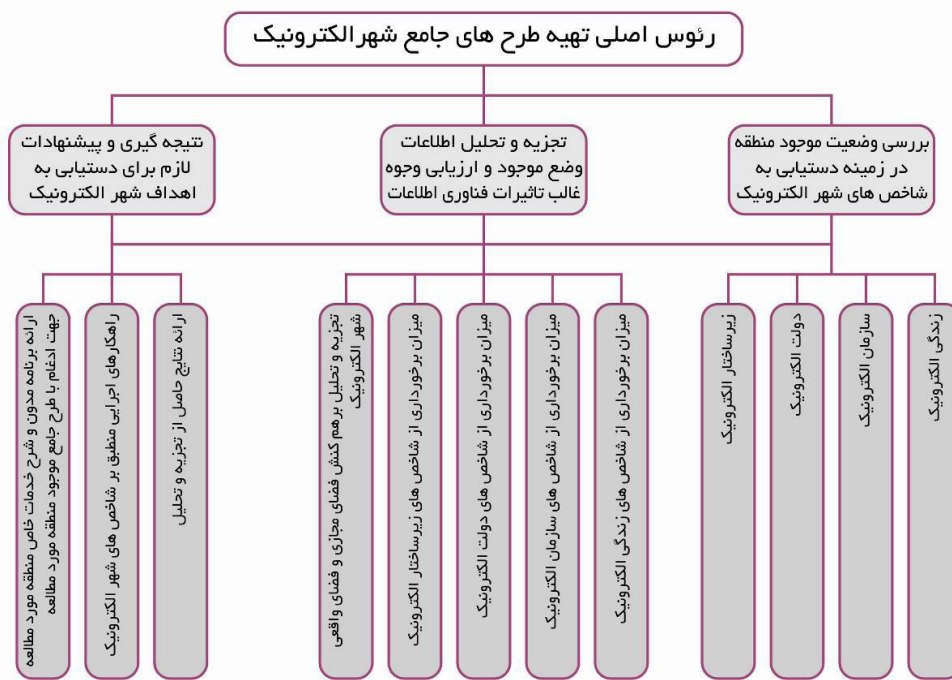 رئوس اصلی تهیه طرح های جامع شهر الکترونیک
بررسی وضعیت موجود منطقه
در زمینه دستیابی به
شاخص های شهر الکترونیک
تجزیه و تحلیل اطلاعات
وضع موجود و ارزیابی وجوه
غالب تاثیرات فناوری اطلاعات
نتیجه گیری و پیشنهادات
لازم برای دستیابی به
اهداف شهر الکترونیک
زندگی الکترونیک
سازمان الکترونیک
دولت الکترونیک
زیرساختار الکترونیک
میزان برخورداری از شاخص های زندگی الکترونیک
میزان برخورداری از شاخص های سازمان الکترونیک
میزان برخورداری از شاخص های دولت الکترونیک
میزان برخورداری از شاخص های زیرساختار الکترونیک
تجزیه و تحلیل برهم کنش فضای مجازی و فضای واقعی
شهر الکترونیک
ارائه نتایج حاصل از تجزیه و تحلیل
راهکارهای اجرایی منطبق بر شاخص های شهر الکترونیک
ارائه برنامه مدون و شرح خدمات خاص منطقه مورد مطالعه
جهت ادغام با طرح جامع موجود منطقه مورد مطالعه